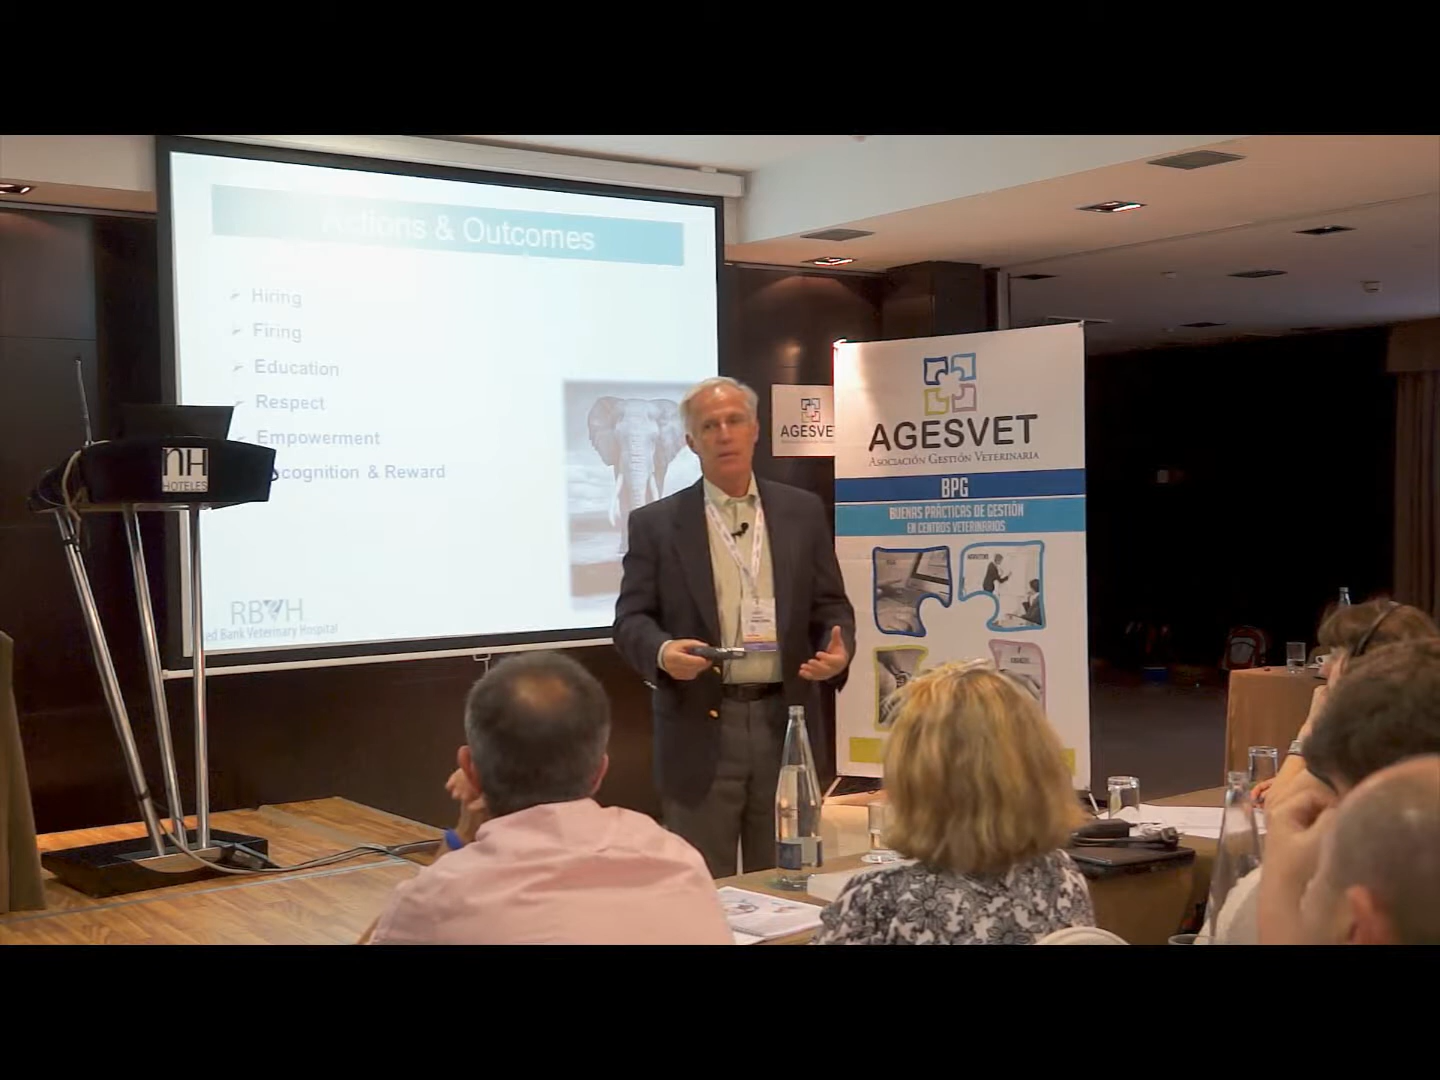 Actions & Outcomes
Hiring
Firing
Education
Respect
Empowerment
cognition & Reward
RBVH
ed Bank Veterinary Hospital
nH
HOTELES
AGESVET
AGESVET
ASOCIACIÓN GESTIÓN VETERINARIA
BPG
BUENAS PRÁCTICAS DE GESTIÓN
EN CENTROS VETERINARIOS